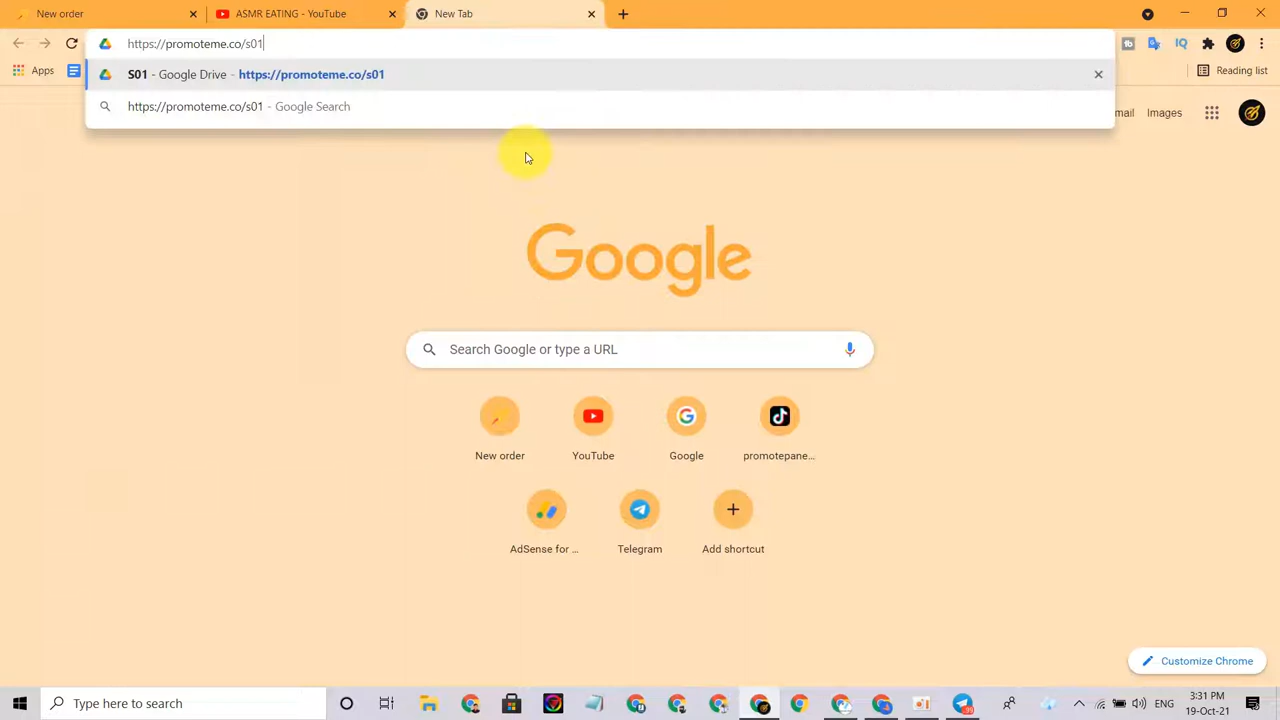 New order
ASMR EATING - YouTube
New Tab
https://promoteme.co/s01
Apps
Reading list
S01 - Google Drive - https://promoteme.co/s01
https://promoteme.co/s01 - Google Search
mail Images
Google
Search Google or type a URL
New order YouTube Google promotepane...
AdSense for ... Telegram Add shortcut
Customize Chrome
Type here to search
ENG
3:31 PM
19-Oct-21